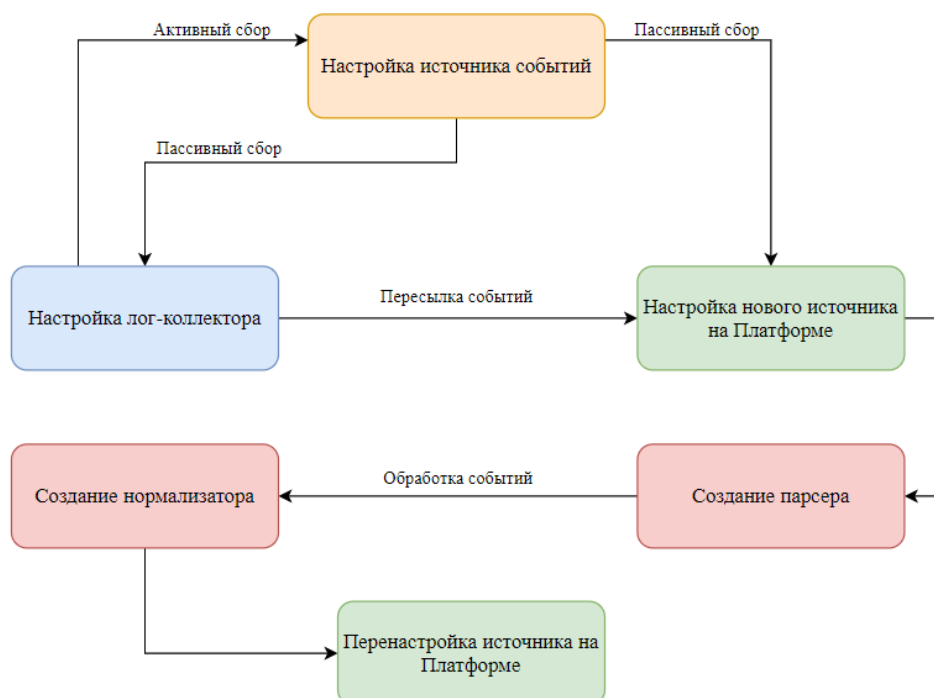 Активный сбор
Пассивный сбор
Настройка источника событий
Пассивный сбор
Настройка лог-коллектора
Пересылка событий
Настройка нового источника
на Платформе
Создание нормализатора
Обработка событий
Создание парсера
Перенастройка источника на
Платформе